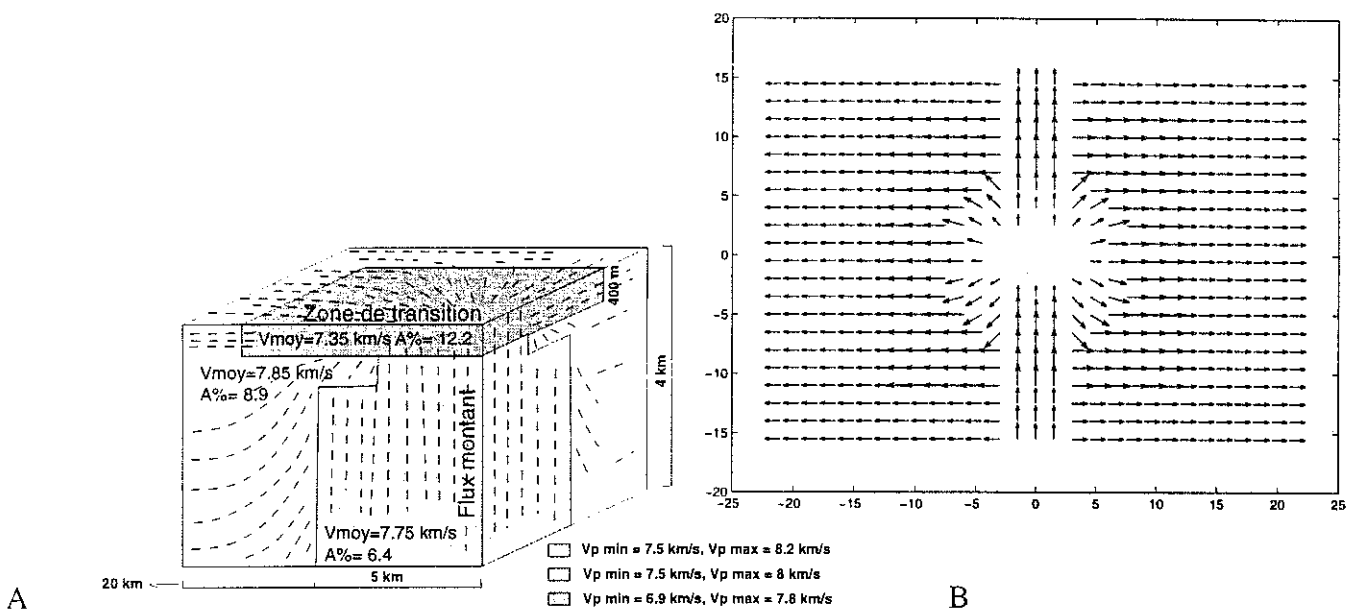 Zone de transition
Vmoy=7.35 km/s A%= 12.2
400 m
4 km
Vmoy=7.85 km/s
A%= 8.9
Flux montant
Vmoy=7.75 km/s
A%= 6.4
20 km
5 km
Vp min = 7.5 km/s, Vp max = 8.2 km/s
Vp min = 7.5 km/s, Vp max = 8 km/s
Vp min = 6.9 km/s, Vp max = 7.8 km/s
A
20
15
10
5
0
-5
-10
-15
20
-25 -20 -15 -10 -5 0 5 10 15 20 25
B